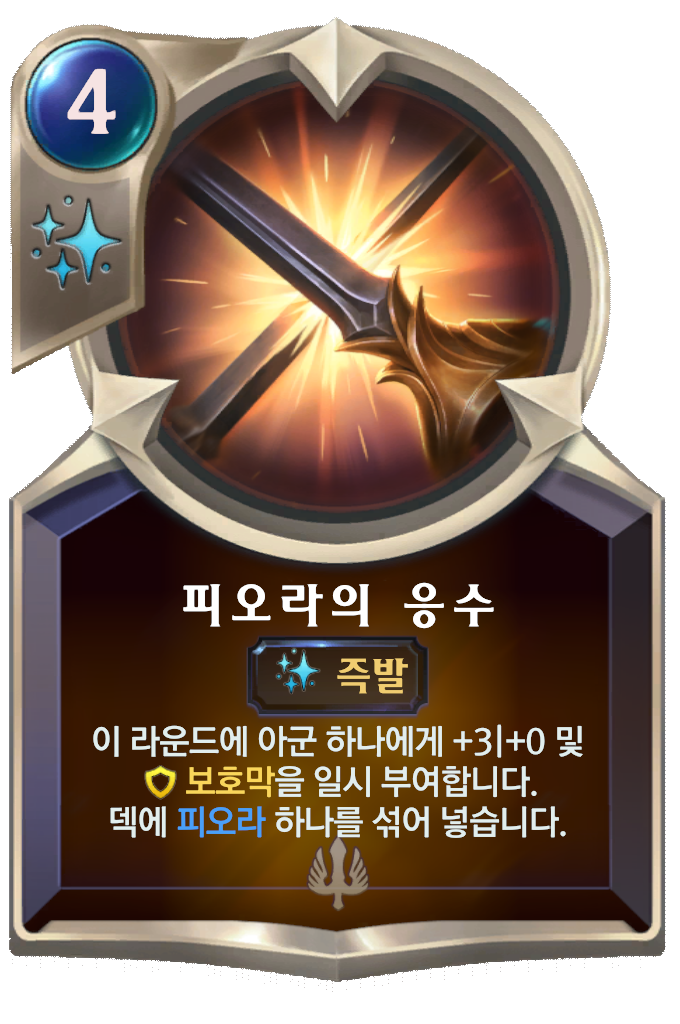 4
피오라의 응수
즉발
이 라운드에 아군 하나에게 +3|+0 및
보호막을 일시 부여합니다.
덱에 피오라 하나를 섞어 넣습니다.